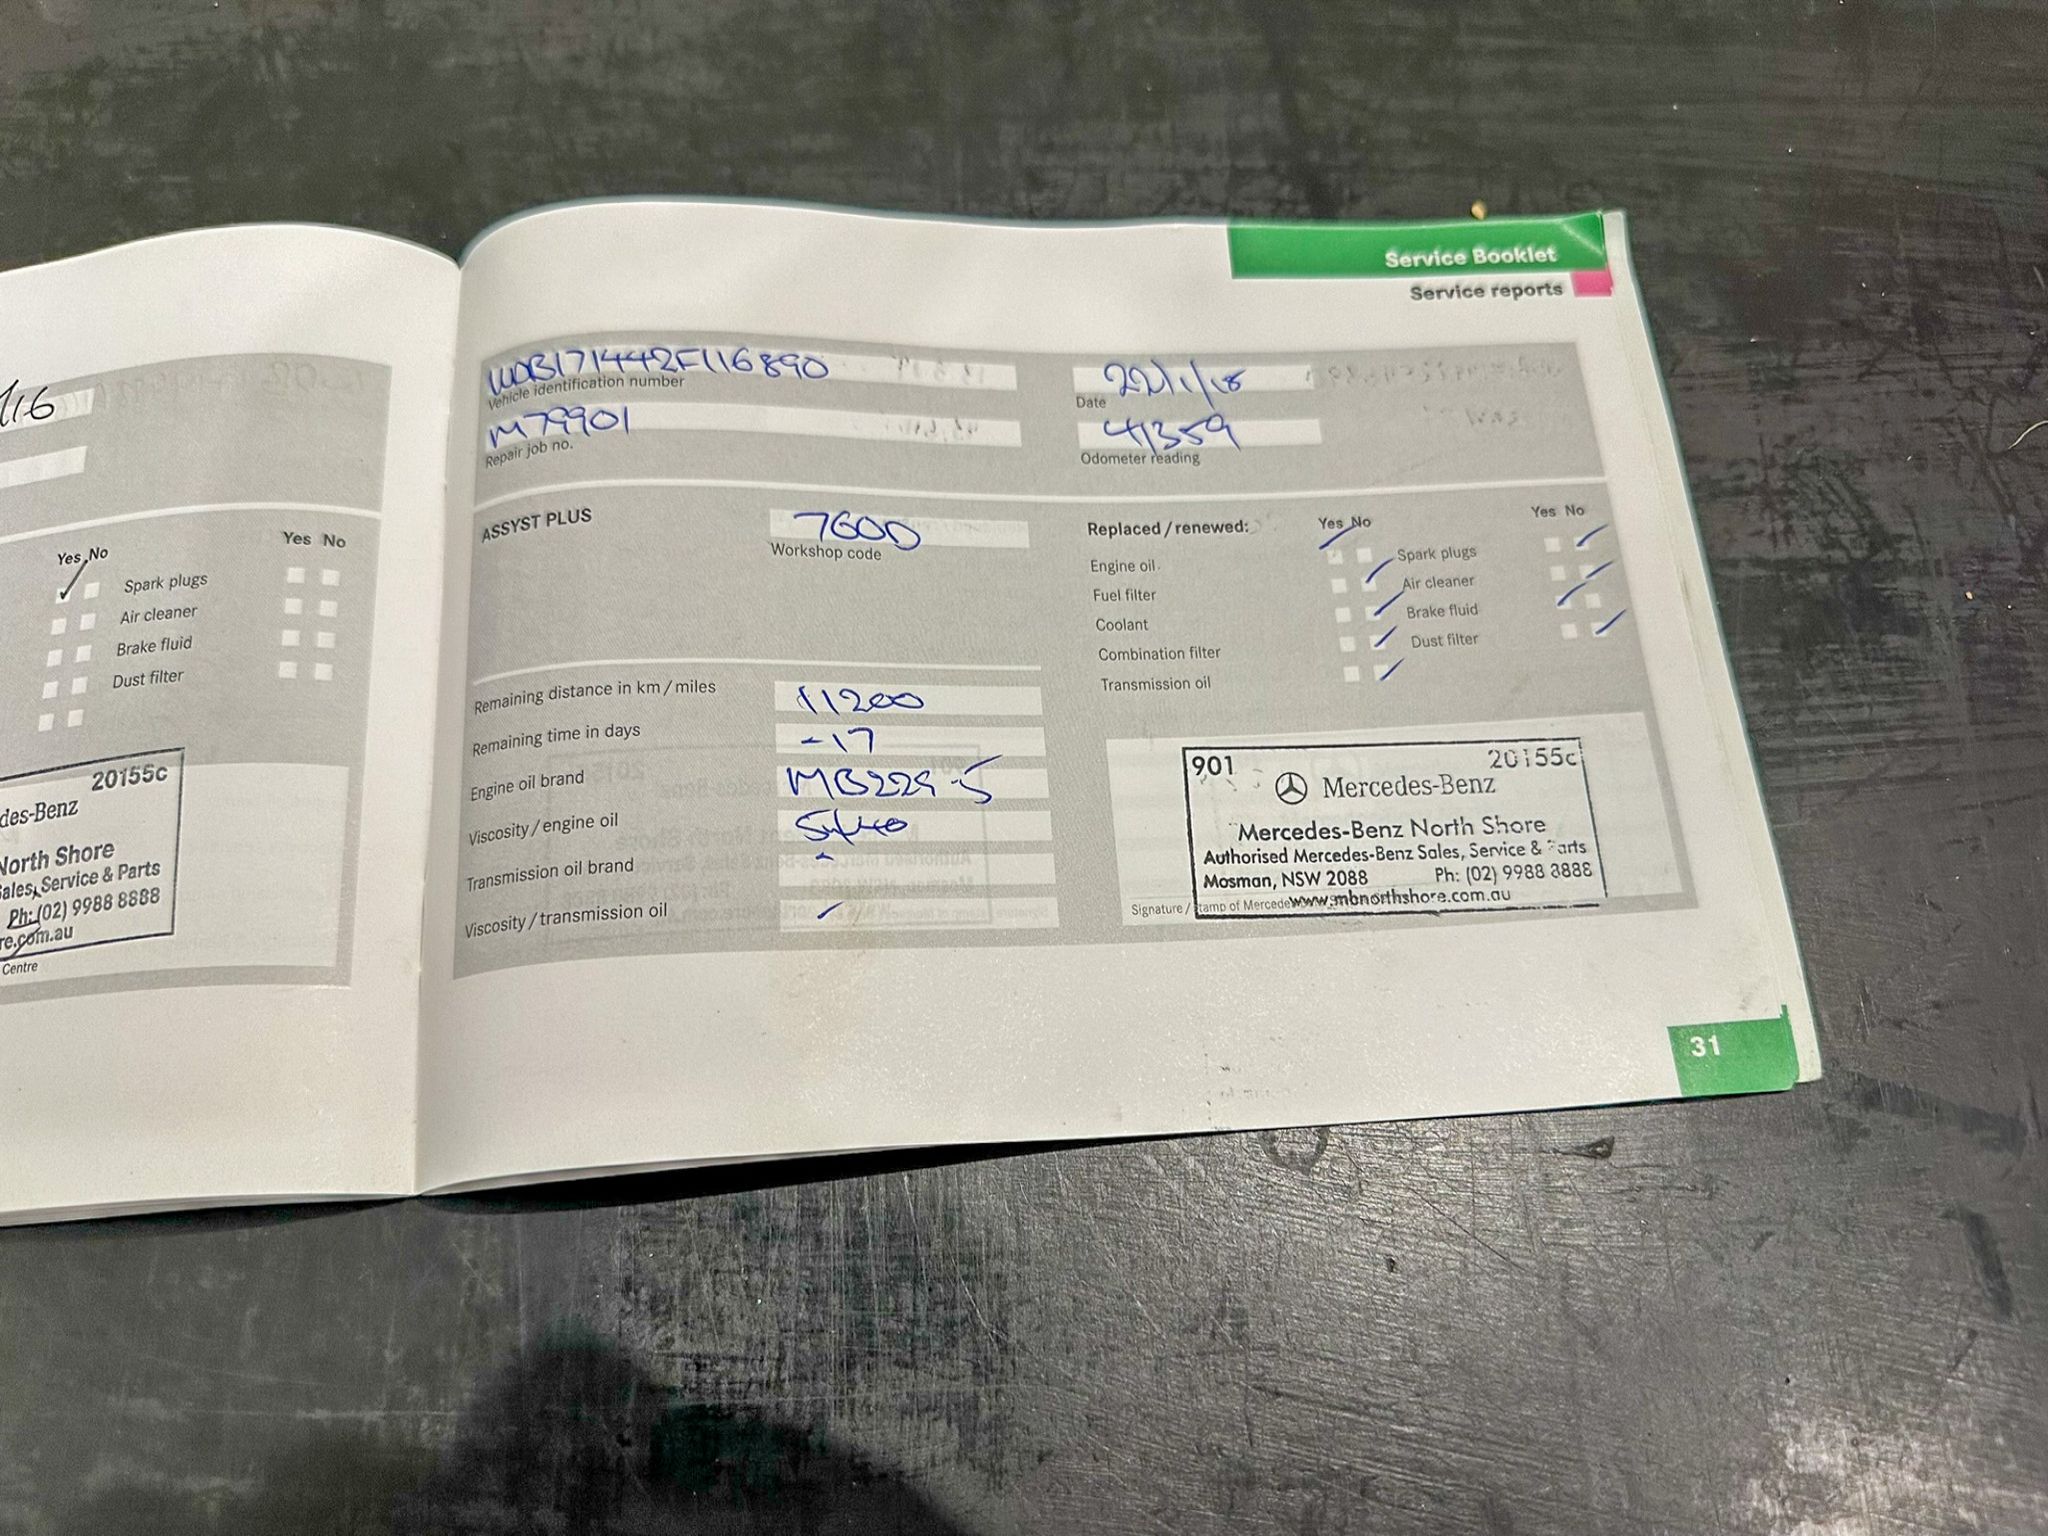 1/16
Yes No
Yes No
Spark plugs
Air cleaner
Brake fluid
Dust filter
20155c
des-Benz
North Shore
Sales, Service & Parts
Ph: (02) 9988 8888
re.com.au
Centre
Service Booklet
Service reports
WDB171442F116890
Vehicle identification number
22/1/18
Date
M79901
Repair job no.
41359
Odometer reading
ASSYST PLUS
7600
Workshop code
Remaining distance in km/miles
11200
Remaining time in days
-17
Engine oil brand
MB229-5
Viscosity/engine oil
5w40
Transmission oil brand
-
Viscosity/transmission oil
Replaced/renewed:
Yes No
Yes No
Engine oil
Spark plugs
Fuel filter
Air cleaner
Coolant
Brake fluid
Combination filter
Dust filter
Transmission oil
901
20155c
Mercedes-Benz
Mercedes-Benz North Shore
Authorised Mercedes-Benz Sales, Service & Parts
Mosman, NSW 2088 Ph: (02) 9988 8888
www.mbnorthshore.com.au
Signature/stamp of Mercedes
31